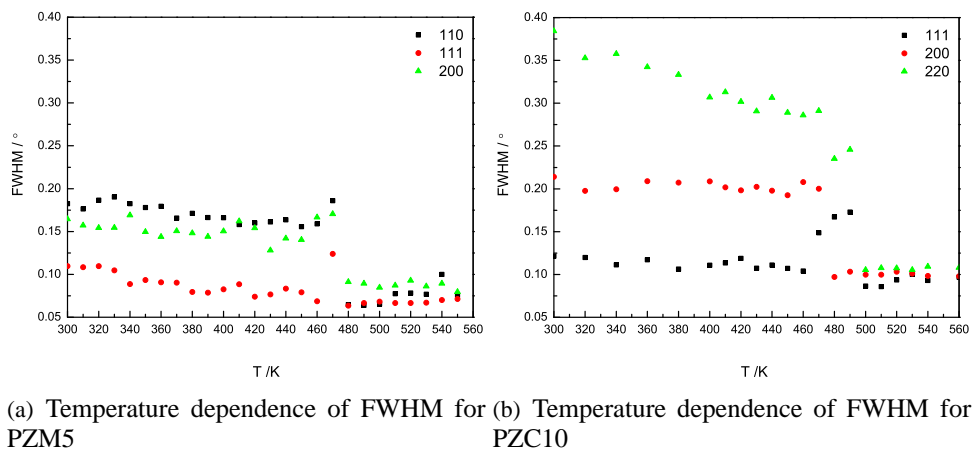 0.40
0.35
0.30
0.25
0.20
0.15
0.10
0.05
FWHM / °
110
111
200
300 320 340 360 380 400 420 440 460 480 500 520 540 560
T /K
(a) Temperature dependence of FWHM for
PZM5
0.40
0.35
0.30
0.25
0.20
0.15
0.10
0.05
FWHM / °
111
200
220
300 320 340 360 380 400 420 440 460 480 500 520 540 560
T /K
(b) Temperature dependence of FWHM for
PZC10